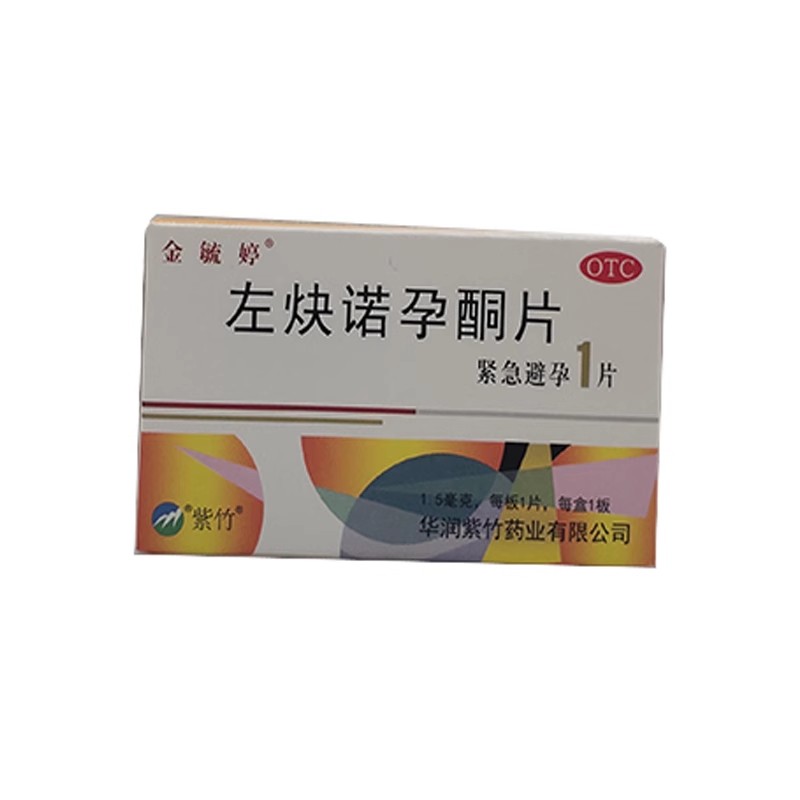 金毓婷®
OTC
左炔诺孕酮片
紧急避孕1片
1.5毫克，每板1片，每盒1板
®紫竹®
华润紫竹药业有限公司